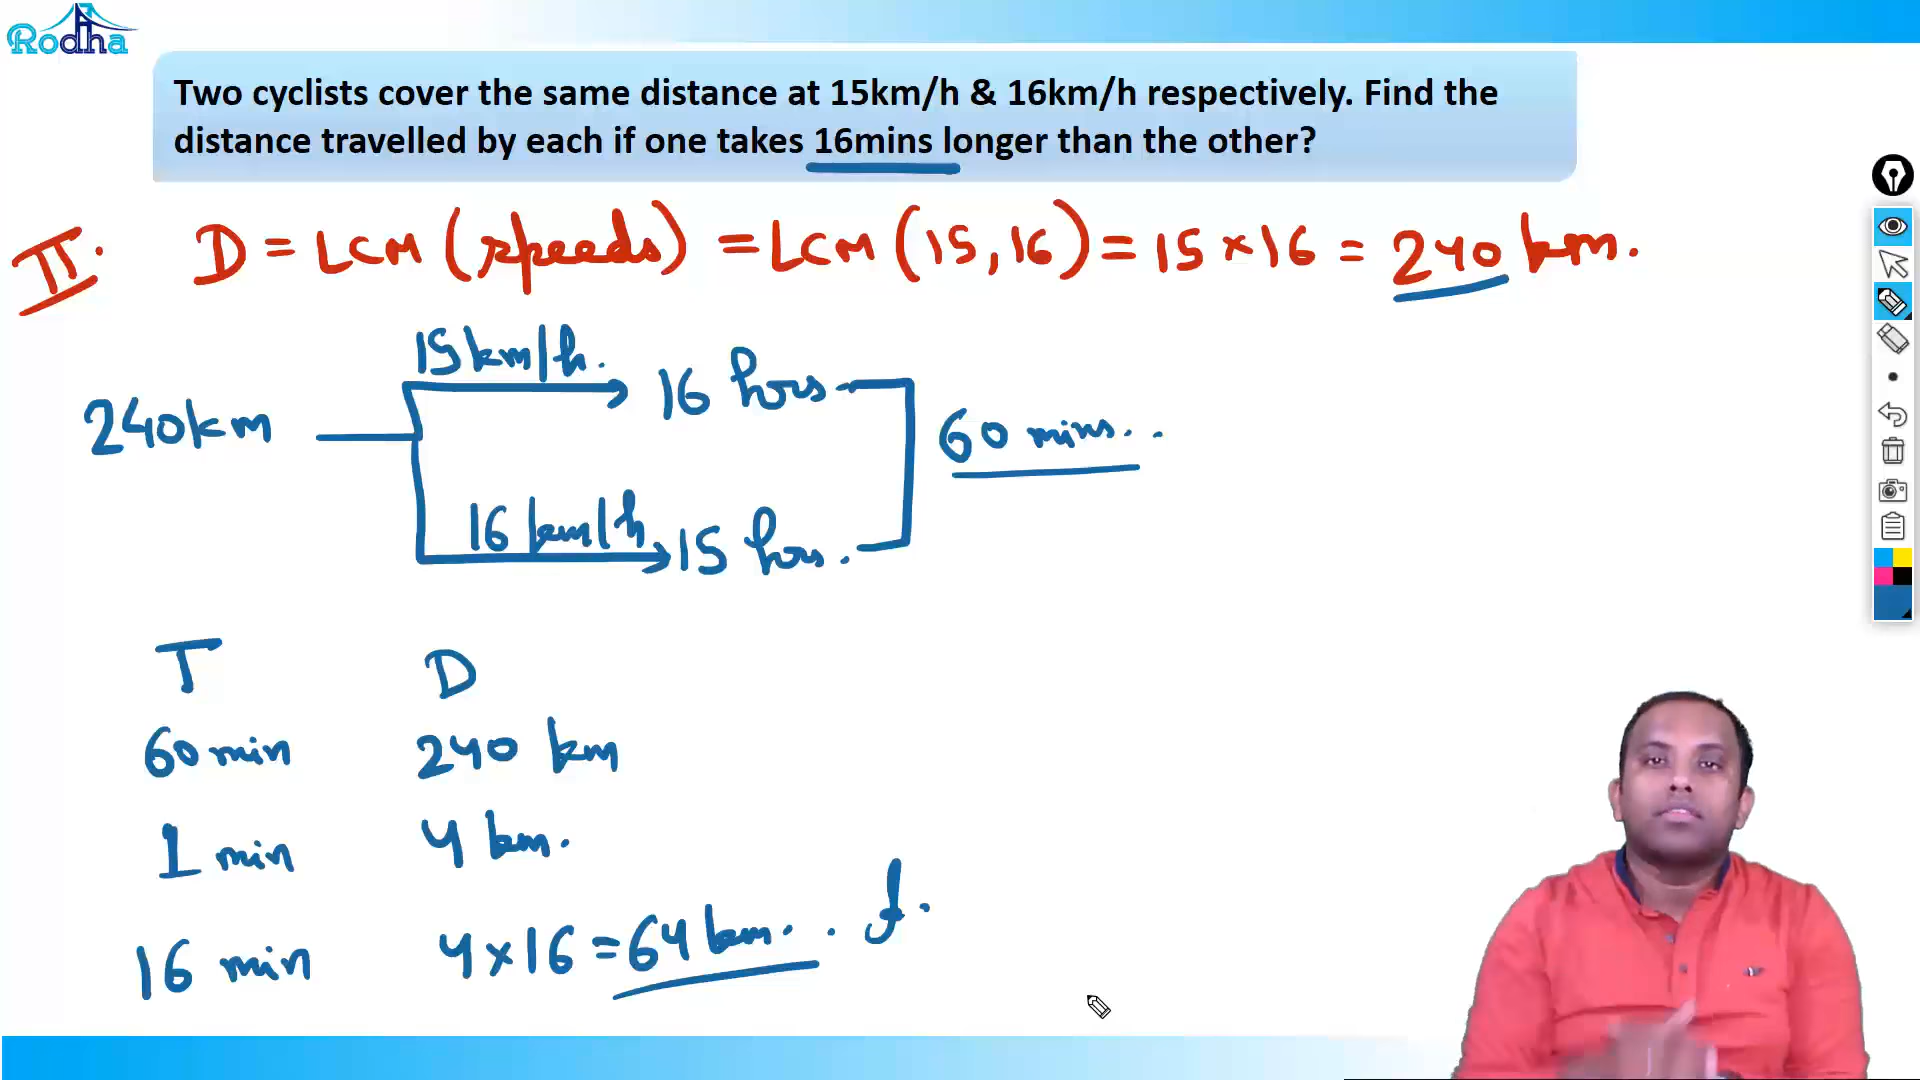 Rodha
Two cyclists cover the same distance at 15km/h & 16km/h respectively. Find the
distance travelled by each if one takes 16mins longer than the other?
II. D = LCM (speeds) = LCM (15, 16) = 15 × 16 = 240 km.
15 km/h.
240 km
16 hrs
60 mins..
16 km/h
15 hrs.
T D
60 min 240 km
1 min 4 km.
16 min 4 × 16 = 64 km.